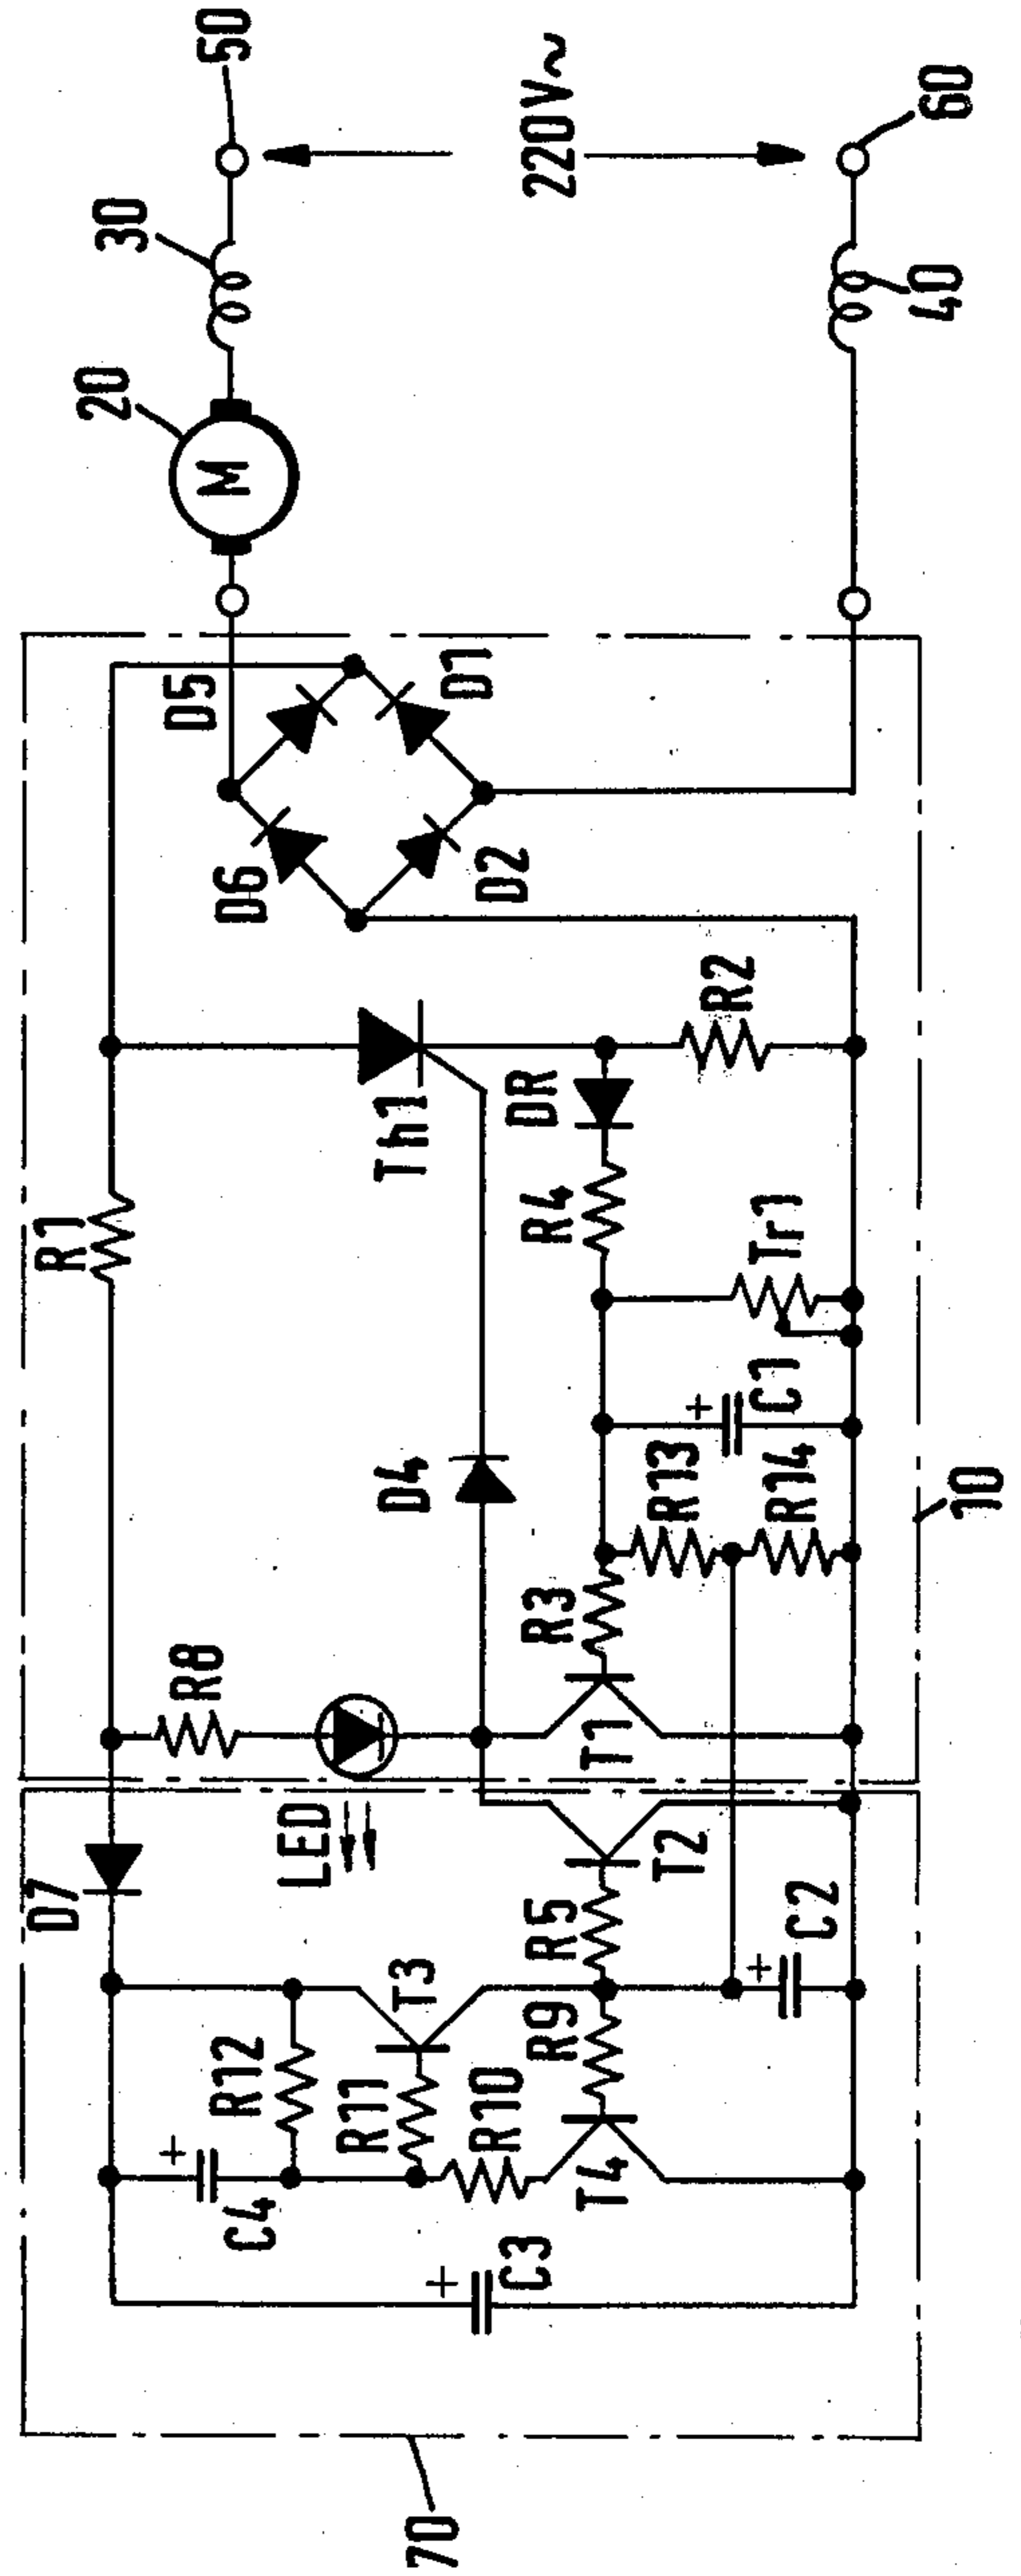 50
30
20
M
220V~
60
40
D5
D1
D6
D2
R1
Th1
DR
R2
R4
Tr1
D4
+
C1
R13
R14
R3
10
R8
T1
LED
T2
D7
R5
+
C2
T3
R9
R12
R11
R10
+
C4
T4
+
C3
70